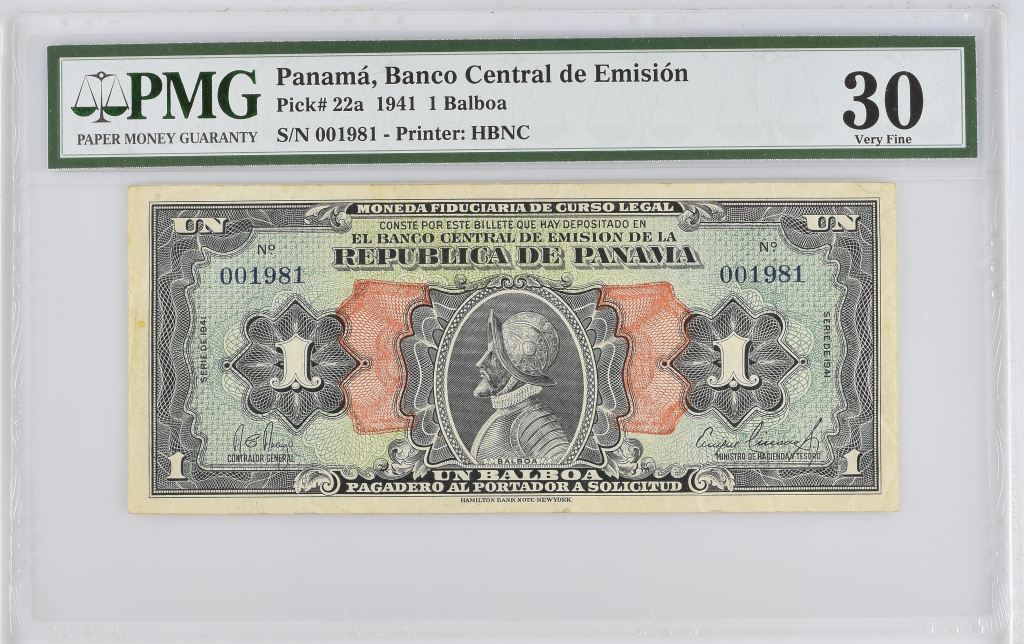 PMG
PAPER MONEY GUARANTY
Panamá, Banco Central de Emisión
Pick# 22a 1941 1 Balboa
S/N 001981 - Printer: HBNC
30
Very Fine
MONEDA FIDUCIARIA DE CURSO LEGAL
UN
UN
CONSTE POR ESTE BILLETE QUE HAY DEPOSITADO EN
EL BANCO CENTRAL DE EMISION DE LA
REPUBLICA DE PANAMA
Nº
001981
Nº
001981
SERIE DE 1941
SERIE DE 1941
1
1
CONTRALOR GENERAL
MINISTRO DE HACIENDA Y TESORO
BALBOA
1
1
UN BALBOA
PAGADERO AL PORTADOR A SOLICITUD
HAMILTON BANK NOTE-NEW YORK